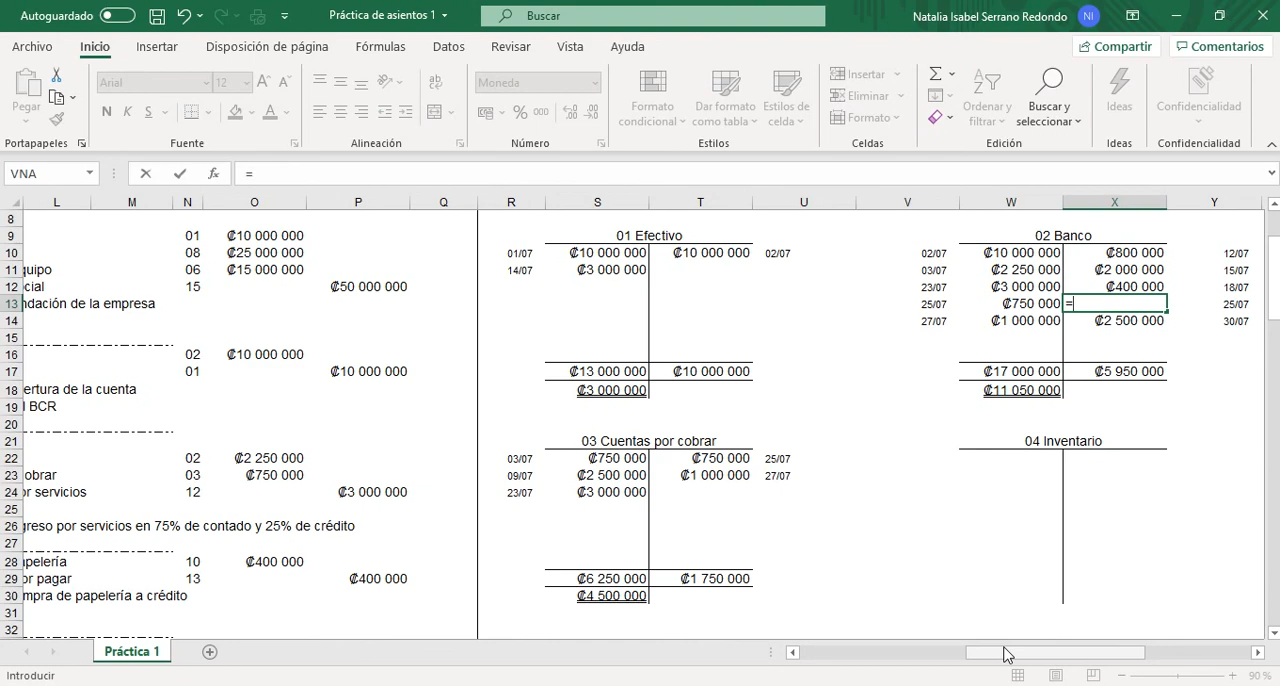 Autoguardado
Práctica de asientos 1
Buscar
Natalia Isabel Serrano Redondo
NI
Archivo Inicio Insertar Disposición de página Fórmulas Datos Revisar Vista Ayuda
Compartir Comentarios
Pegar
Arial 12
N K S
Moneda
% 000
Formato condicional
Dar formato como tabla
Estilos de celda
Insertar
Eliminar
Formato
Ordenar y filtrar
Buscar y seleccionar
Ideas
Confidencialidad
Portapapeles Fuente Alineación Número Estilos Celdas Edición Ideas Confidencialidad
VNA fx =
L M N O P Q R S T U V W X Y
8
9 01 ₡10 000 000 01 Efectivo 02 Banco
10 08 ₡25 000 000 01/07 ₡10 000 000 ₡10 000 000 02/07 02/07 ₡10 000 000 ₡800 000 12/07
11 quipo 06 ₡15 000 000 14/07 ₡3 000 000 03/07 ₡2 250 000 ₡2 000 000 15/07
12 cial 15 ₡50 000 000 23/07 ₡3 000 000 ₡400 000 18/07
13 ndación de la empresa 25/07 ₡750 000 = 25/07
14 27/07 ₡1 000 000 ₡2 500 000 30/07
15
16 02 ₡10 000 000
17 01 ₡10 000 000 ₡13 000 000 ₡10 000 000 ₡17 000 000 ₡5 950 000
18 ertura de la cuenta ₡3 000 000 ₡11 050 000
19 l BCR
20
21 03 Cuentas por cobrar 04 Inventario
22 02 ₡2 250 000 03/07 ₡750 000 ₡750 000 25/07
23 obrar 03 ₡750 000 09/07 ₡2 500 000 ₡1 000 000 27/07
24 or servicios 12 ₡3 000 000 23/07 ₡3 000 000
25
26 greso por servicios en 75% de contado y 25% de crédito
27
28 apelería 10 ₡400 000
29 or pagar 13 ₡400 000 ₡6 250 000 ₡1 750 000
30 ompra de papelería a crédito ₡4 500 000
31
32
Práctica 1
Introducir
90 %